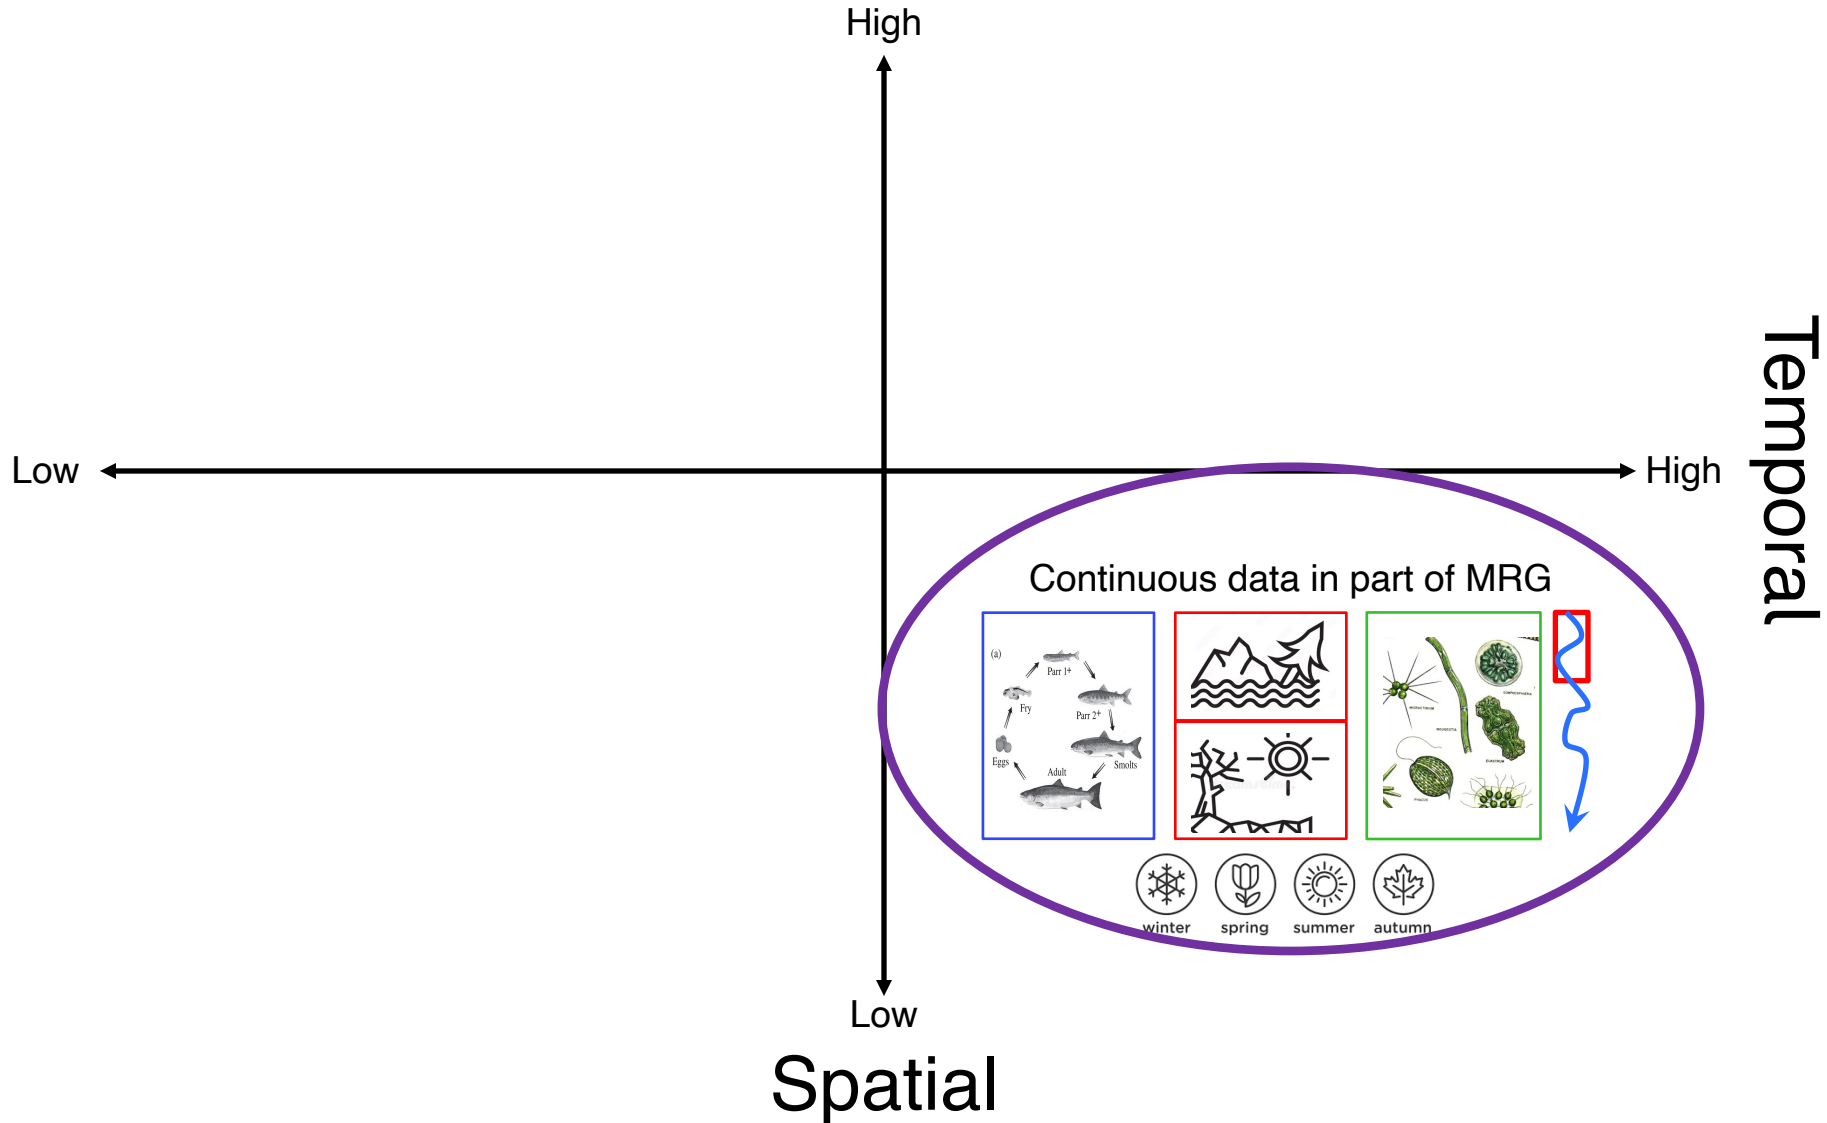 High
Low
High
Temporal
Continuous data in part of MRG
(a)
Parr 1+
Parr 2+
Smolts
Adult
Eggs
Fry
PHACUS
winter
spring
summer
autumn
Low
Spatial